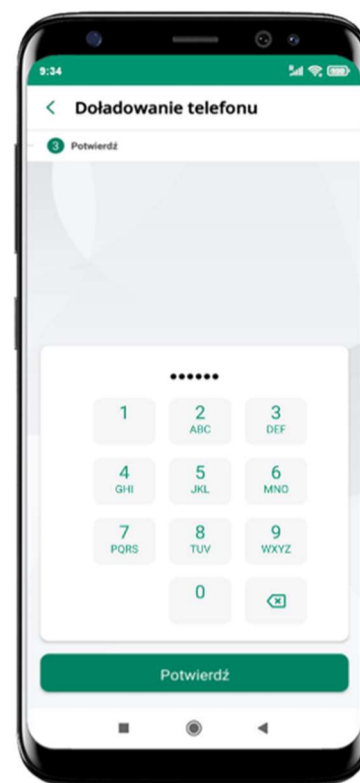 9:34
Doładowanie telefonu
3 Potwierdź
1
2
ABC
3
DEF
4
GHI
5
JKL
6
MNO
7
PQRS
8
TUV
9
WXYZ
0
Potwierdź